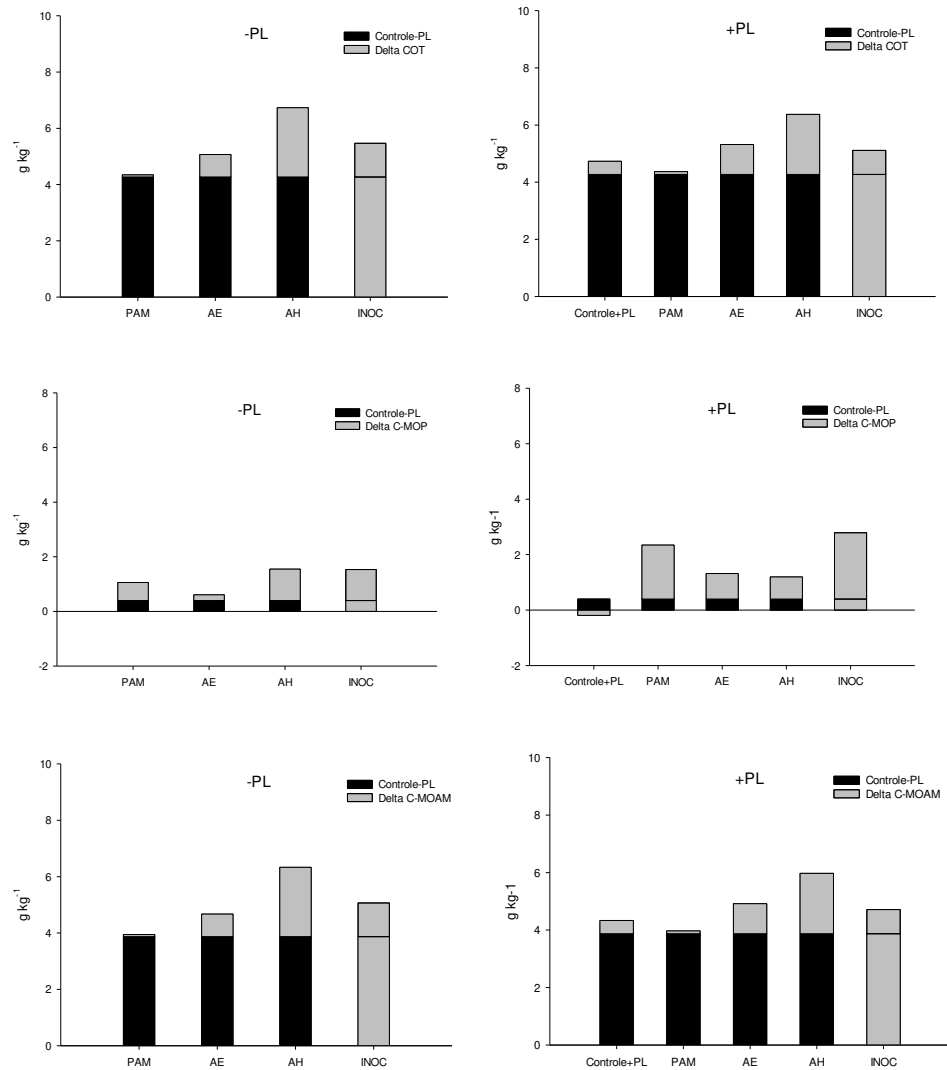 -PL
Controle-PL
Delta COT
g kg⁻¹
10
8
6
4
2
0
PAM AE AH INOC
+PL
Controle-PL
Delta COT
g kg⁻¹
10
8
6
4
2
0
Controle+PL PAM AE AH INOC
-PL
Controle-PL
Delta C-MOP
g kg⁻¹
8
6
4
2
0
-2
PAM AE AH INOC
+PL
Controle-PL
Delta C-MOP
g kg-1
8
6
4
2
0
-2
Controle+PL PAM AE AH INOC
-PL
Controle-PL
Delta C-MOAM
g kg⁻¹
10
8
6
4
2
0
PAM AE AH INOC
+PL
Controle-PL
Delta C-MOAM
g kg-1
10
8
6
4
2
0
Controle+PL PAM AE AH INOC